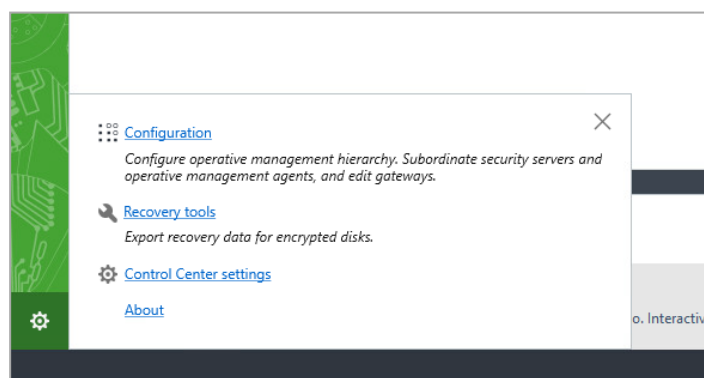 Configuration
Configure operative management hierarchy. Subordinate security servers and
operative management agents, and edit gateways.
Recovery tools
Export recovery data for encrypted disks.
Control Center settings
About
o. Interactiv